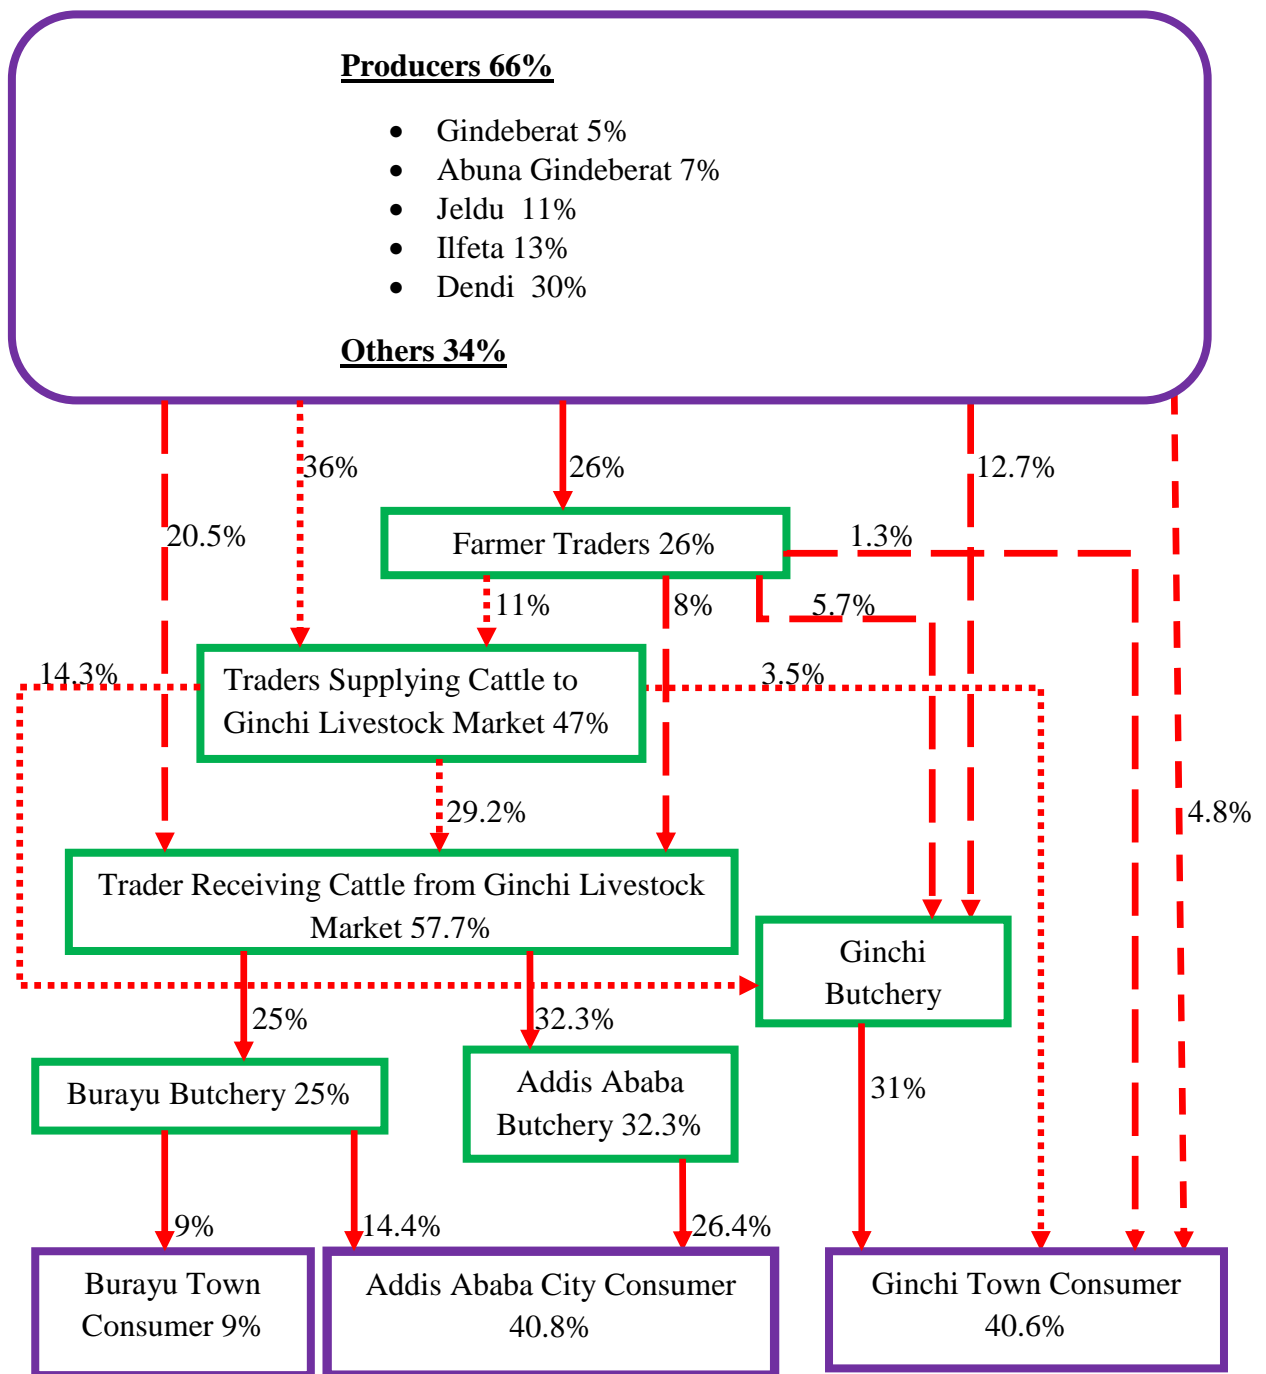 Producers 66%
• Gindeberat 5%
• Abuna Gindeberat 7%
• Jeldu 11%
• Ilfeta 13%
• Dendi 30%
Others 34%
36%
26%
12.7%
20.5%
Farmer Traders 26%
1.3%
11%
8%
5.7%
14.3%
Traders Supplying Cattle to
Ginchi Livestock Market 47%
3.5%
29.2%
4.8%
Trader Receiving Cattle from Ginchi Livestock
Market 57.7%
Ginchi
Butchery
25%
32.3%
Burayu Butchery 25%
Addis Ababa
Butchery 32.3%
31%
9%
14.4%
26.4%
Burayu Town
Consumer 9%
Addis Ababa City Consumer
40.8%
Ginchi Town Consumer
40.6%